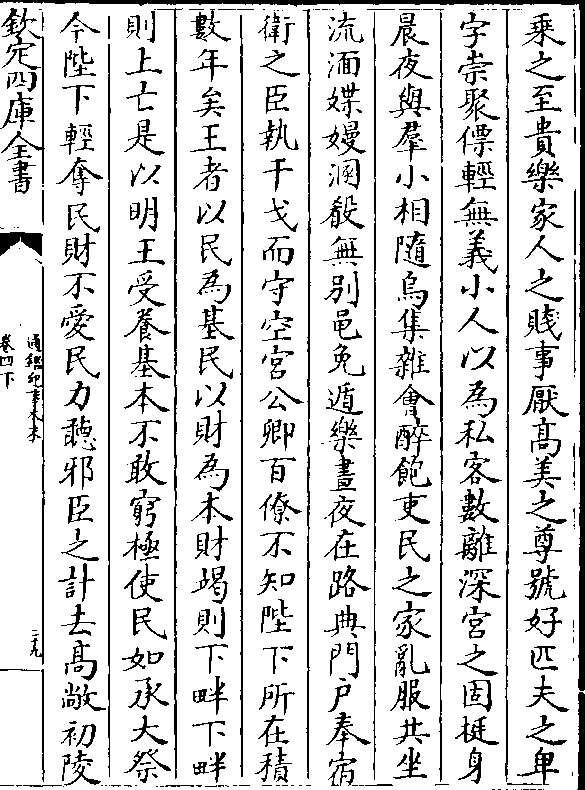 乘之至貴樂家人之賤事厭髙美之尊號好匹夫之卑
字崇聚僄輕無義小人以為私客數離深宮之固挺身
晨夜與羣小相隨烏集雜會醉飽吏民之家亂服共坐
流湎媟嫚溷殽無別黽免遁樂晝夜在路典門户奉宿
衛之臣執干戈而守空宮公卿百僚不知陛下所在積
數年矣王者以民為基民以財為本財竭則下畔下畔
則上亡是以明王受養基本不敢窮極使民如承大祭
今陛下輕奪民財不愛民力聽邪臣之計去髙敞初陵
欽定四庫全書
通鑑紀事本末
卷四下
二九